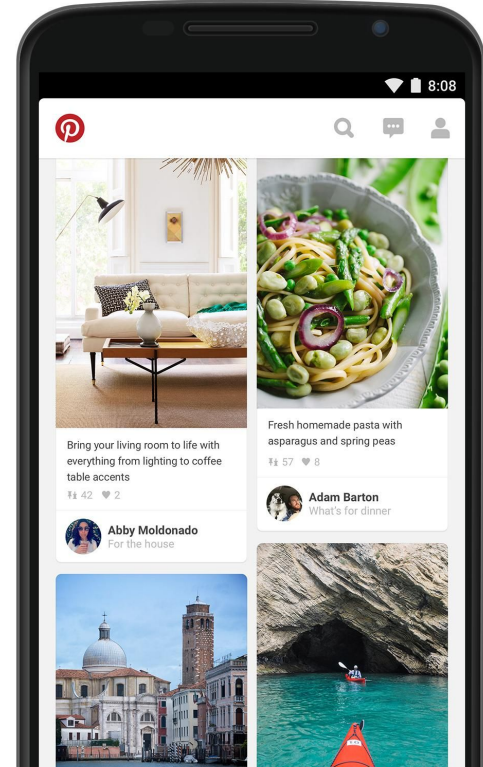 8:08
Bring your living room to life with
everything from lighting to coffee
table accents
42 2
Abby Moldonado
For the house
Fresh homemade pasta with
asparagus and spring peas
57 8
Adam Barton
What's for dinner